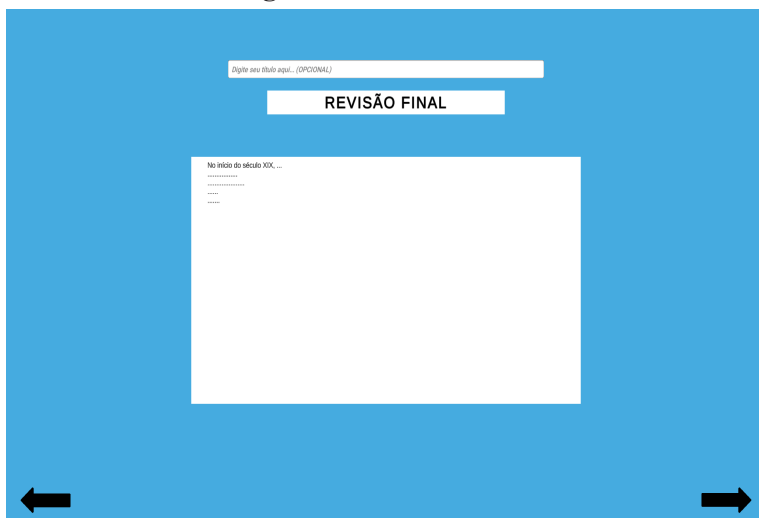 Digite seu título aqui... (OPCIONAL)
REVISÃO FINAL
No início do século XIX, ...
.................
.....................
......
.......